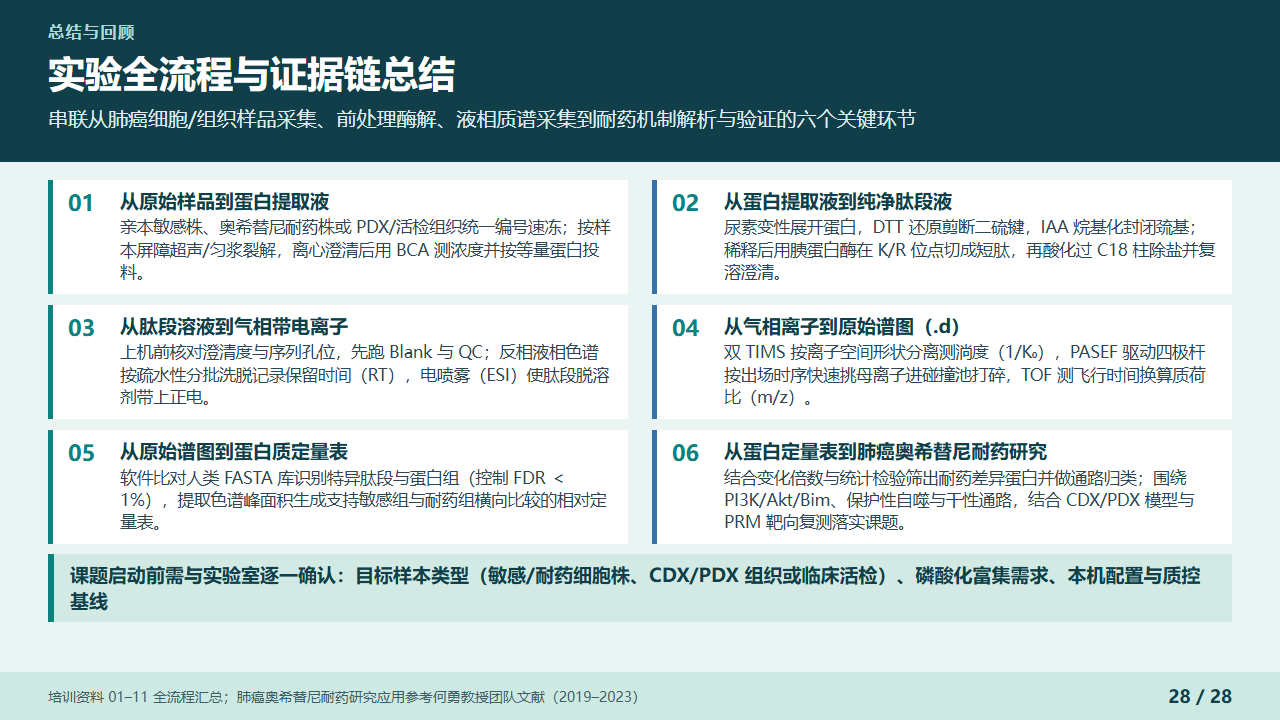 总结与回顾
实验全流程与证据链总结
串联从肺癌细胞/组织样品采集、前处理酶解、液相质谱采集到耐药机制解析与验证的六个关键环节
01
从原始样品到蛋白提取液
亲本敏感株、奥希替尼耐药株或 PDX/活检组织统一编号速冻；按样
本屏障超声/匀浆裂解，离心澄清后用 BCA 测浓度并按等量蛋白投
料。
02
从蛋白提取液到纯净肽段液
尿素变性展开蛋白，DTT 还原剪断二硫键，IAA 烷基化封闭巯基；
稀释后用胰蛋白酶在 K/R 位点切成短肽，再酸化过 C18 柱除盐并复
溶澄清。
03
从肽段溶液到气相带电离子
上机前核对澄清度与序列孔位，先跑 Blank 与 QC；反相液相色谱
按疏水性分批洗脱记录保留时间（RT），电喷雾（ESI）使肽段脱溶
剂带上正电。
04
从气相离子到原始谱图（.d）
双 TIMS 按离子空间形状分离测淌度（1/K₀），PASEF 驱动四极杆
按出场时序快速挑母离子进碰撞池打碎，TOF 测飞行时间换算质荷
比（m/z）。
05
从原始谱图到蛋白质定量表
软件比对人类 FASTA 库识别特异肽段与蛋白组（控制 FDR <
1%），提取色谱峰面积生成支持敏感组与耐药组横向比较的相对定
量表。
06
从蛋白定量表到肺癌奥希替尼耐药研究
结合变化倍数与统计检验筛出耐药差异蛋白并做通路归类；围绕
PI3K/Akt/Bim、保护性自噬与干性通路，结合 CDX/PDX 模型与
PRM 靶向复测落实课题。
课题启动前需与实验室逐一确认：目标样本类型（敏感/耐药细胞株、CDX/PDX 组织或临床活检）、磷酸化富集需求、本机配置与质控
基线
培训资料 01–11 全流程汇总；肺癌奥希替尼耐药研究应用参考何勇教授团队文献（2019–2023）
28 / 28